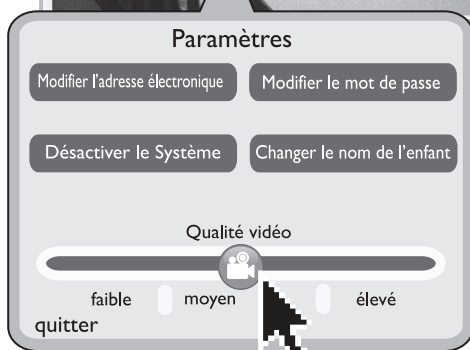 Paramètres
Modifier l'adresse électronique
Modifier le mot de passe
Désactiver le Système
Changer le nom de l'enfant
Qualité vidéo
faible moyen élevé
quitter